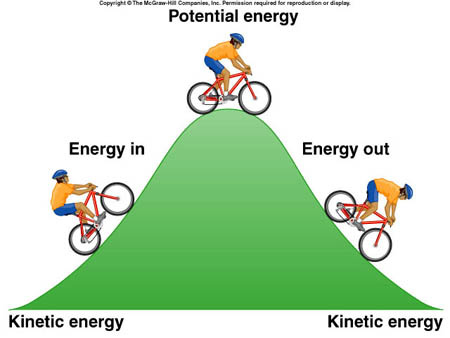 Copyright © The McGraw-Hill Companies, Inc. Permission required for reproduction or display.
Potential energy
Energy in
Energy out
Kinetic energy
Kinetic energy